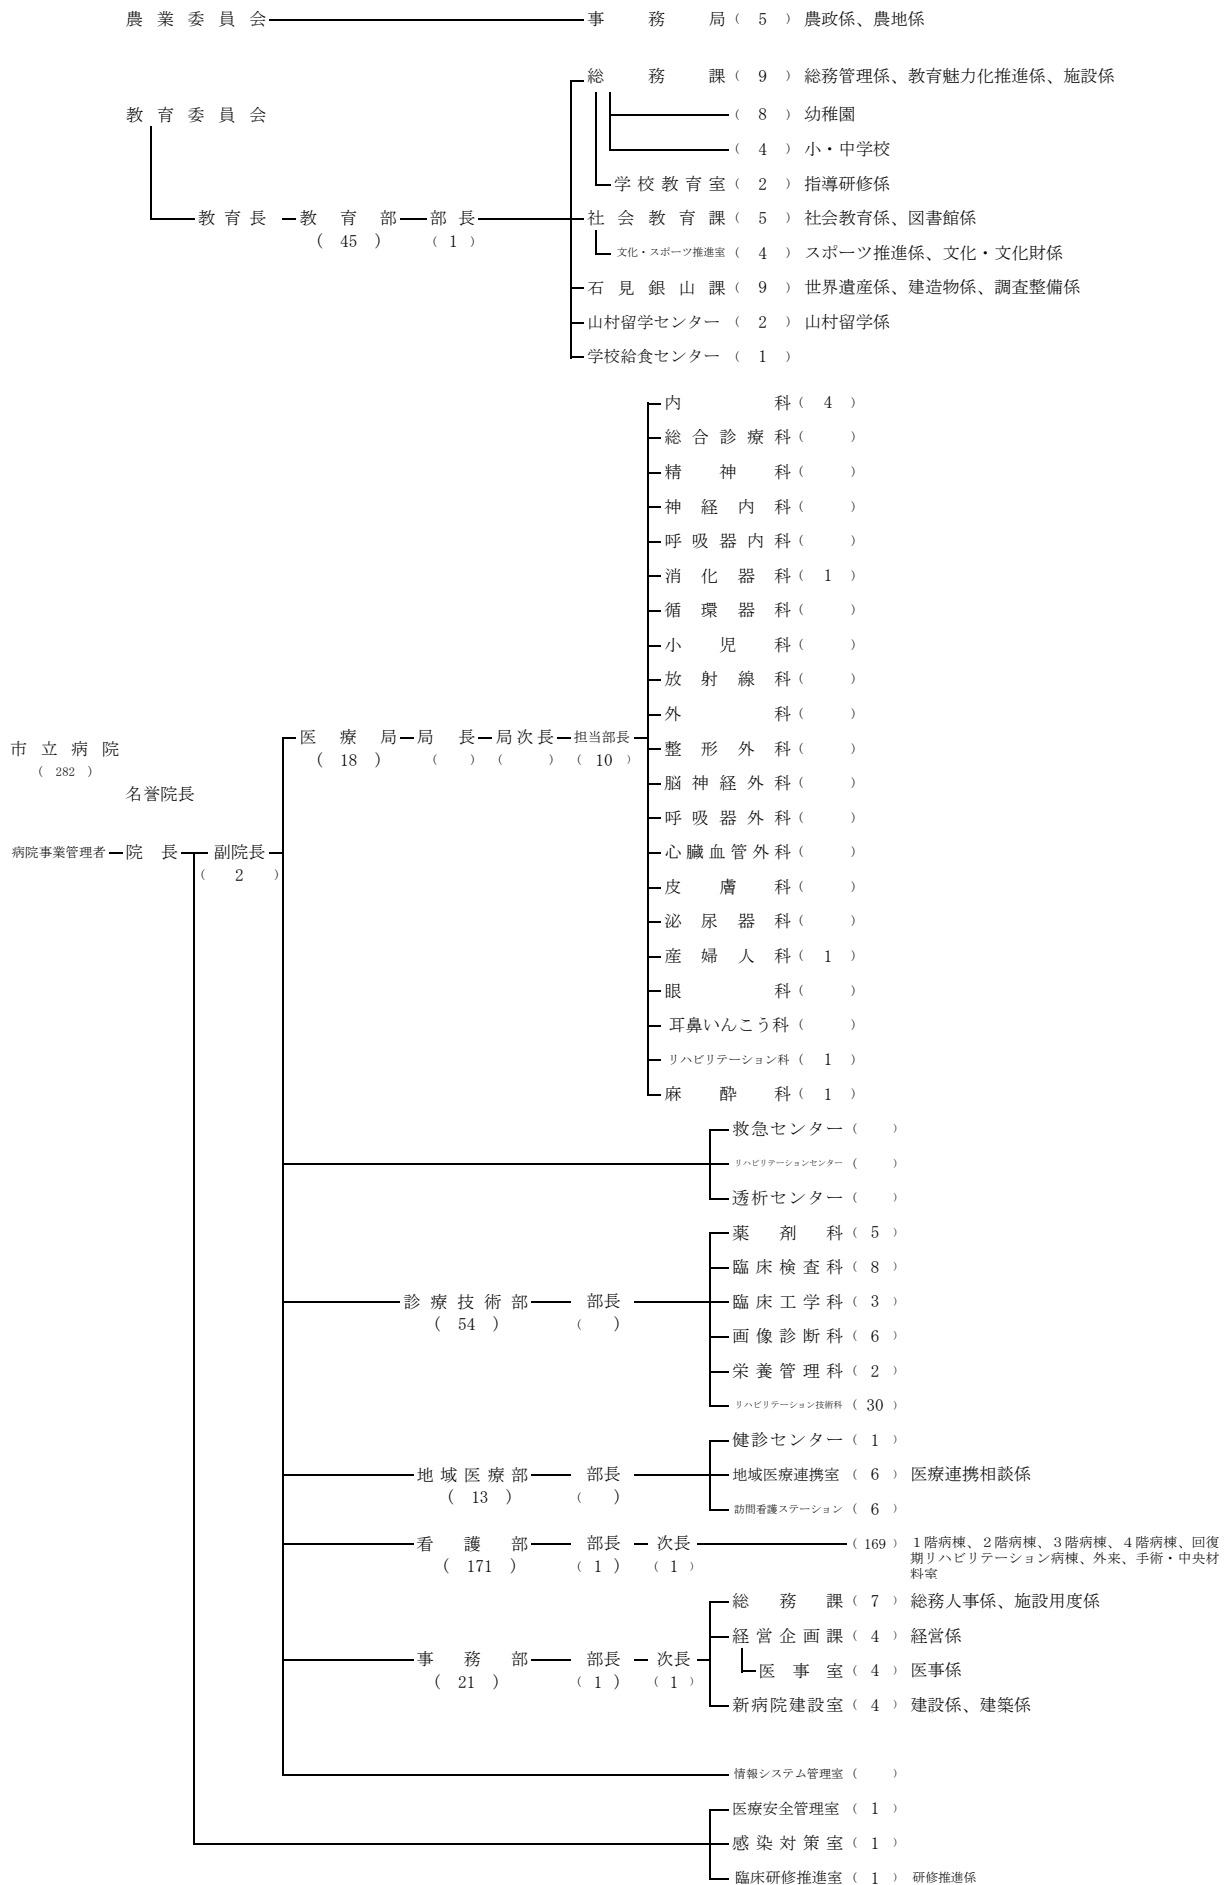 農業委員会 事務局（ 5 ） 農政係、農地係
総務課（ 9 ） 総務管理係、教育魅力化推進係、施設係
教育委員会 （ 8 ） 幼稚園
（ 4 ） 小・中学校
学校教育室（ 2 ） 指導研修係
教育長 教育部 部長 社会教育課（ 5 ） 社会教育係、図書館係
（ 45 ） （ 1 ） 文化・スポーツ推進室（ 4 ） スポーツ推進係、文化・文化財係
石見銀山課（ 9 ） 世界遺産係、建造物係、調査整備係
山村留学センター（ 2 ） 山村留学係
学校給食センター（ 1 ）
内科（ 4 ）
総合診療科（ ）
精神科（ ）
神経内科（ ）
呼吸器内科（ ）
消化器科（ 1 ）
循環器科（ ）
小児科（ ）
放射線科（ ）
外科（ ）
医療局 局長 局次長 担当部長
市立病院 （ 18 ） （ ） （ ） （ 10 ） 整形外科（ ）
（ 282 ） 脳神経外科（ ）
名誉院長 呼吸器外科（ ）
病院事業管理者 院長 副院長 心臓血管外科（ ）
（ 2 ） 皮膚科（ ）
泌尿器科（ ）
産婦人科（ 1 ）
眼科（ ）
耳鼻いんこう科（ ）
リハビリテーション科（ 1 ）
麻酔科（ 1 ）
救急センター（ ）
リハビリテーションセンター（ ）
透析センター（ ）
薬剤科（ 5 ）
臨床検査科（ 8 ）
診療技術部 部長 臨床工学科（ 3 ）
（ 54 ） （ ） 画像診断科（ 6 ）
栄養管理科（ 2 ）
リハビリテーション技術科（ 30 ）
健診センター（ 1 ）
地域医療部 部長 地域医療連携室（ 6 ） 医療連携相談係
（ 13 ） （ ） 訪問看護ステーション（ 6 ）
看護部 部長 次長 （ 169 ） １階病棟、２階病棟、３階病棟、４階病棟、回復
（ 171 ） （ 1 ） （ 1 ） 期リハビリテーション病棟、外来、手術・中央材
料室
総務課（ 7 ） 総務人事係、施設用度係
経営企画課（ 4 ） 経営係
事務部 部長 次長 医事室（ 4 ） 医事係
（ 21 ） （ 1 ） （ 1 ） 新病院建設室（ 4 ） 建設係、建築係
情報システム管理室（ ）
医療安全管理室（ 1 ）
感染対策室（ 1 ）
臨床研修推進室（ 1 ） 研修推進係